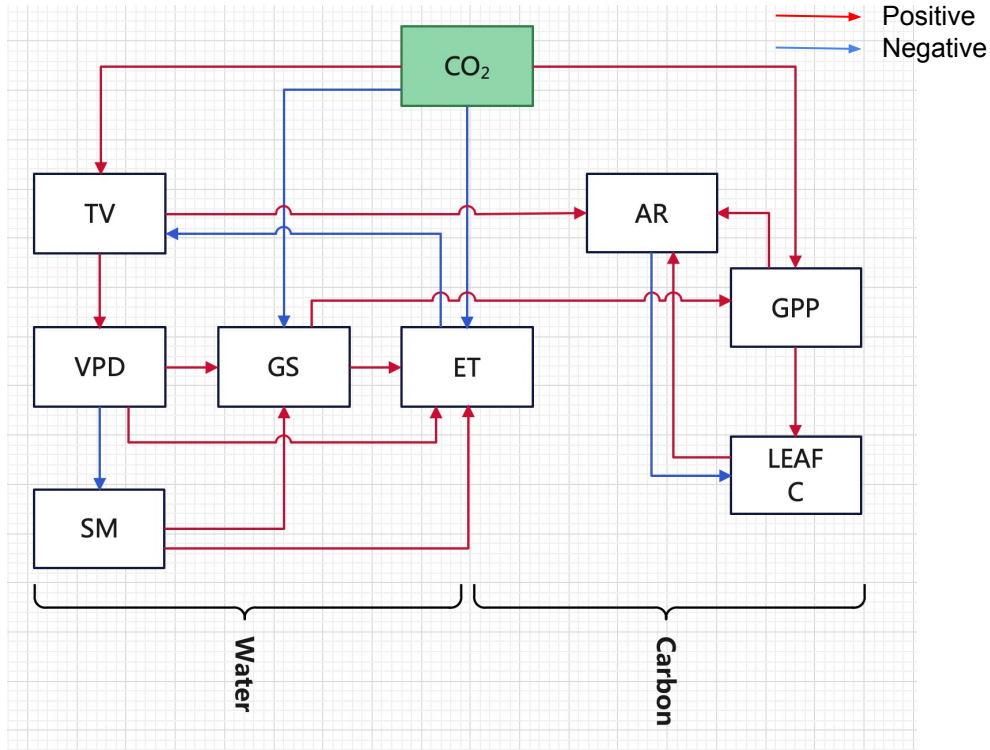 Positive
Negative
CO₂
TV
AR
GPP
VPD
GS
ET
LEAF
C
SM
Water
Carbon